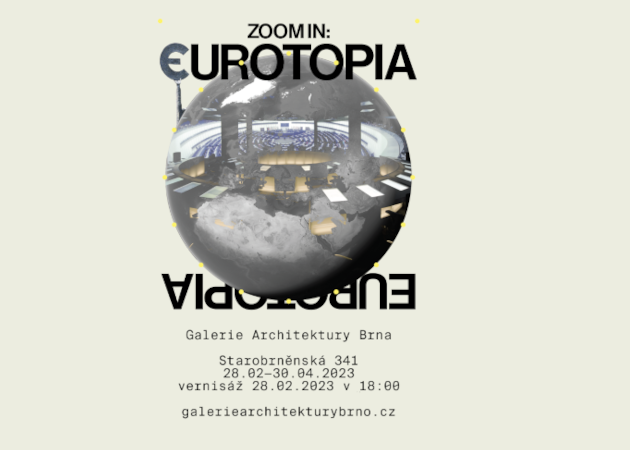 ZOOM IN:
EUROTOPIA
EUROTOPIA
Galerie Architektury Brna
Starobrněnská 341
28.02–30.04.2023
vernisáž 28.02.2023 v 18:00
galeriearchitekturybrno.cz